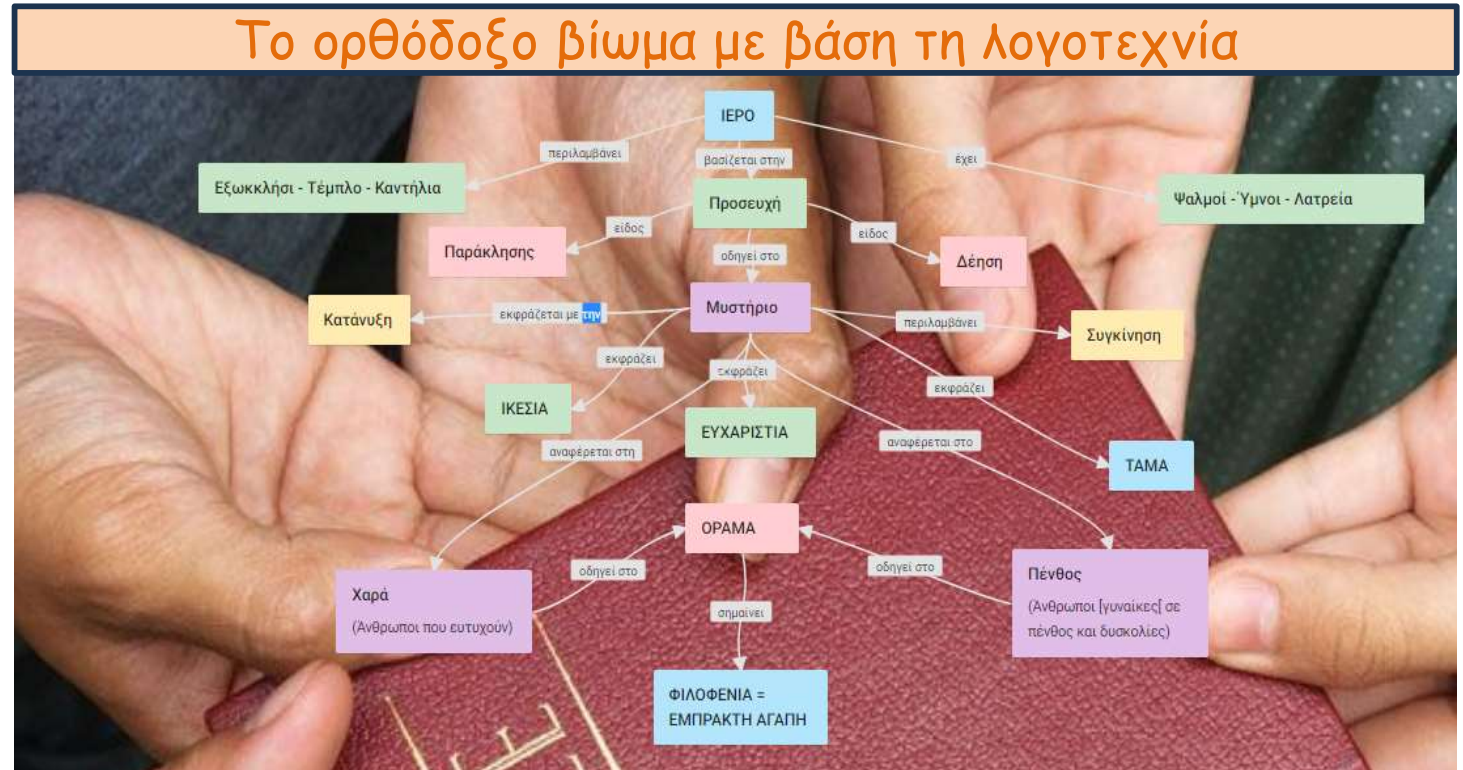 Το ορθόδοξο βίωμα με βάση τη λογοτεχνία
ΙΕΡΟ
περιλαμβάνει
βασίζεται στην
έχει
Εξωκκλήσι - Τέμπλο - Καντήλια
Προσευχή
Ψαλμοί - Ύμνοι - Λατρεία
είδος
είδος
Παράκλησης
οδηγεί στο
Δέηση
Κατάνυξη
εκφράζεται με την
Μυστήριο
περιλαμβάνει
Συγκίνηση
εκφράζει
εκφράζει
εκφράζει
ΙΚΕΣΙΑ
ΕΥΧΑΡΙΣΤΙΑ
αναφέρεται στη
αναφέρεται στο
ΤΑΜΑ
ΟΡΑΜΑ
οδηγεί στο
οδηγεί στο
Χαρά
(Άνθρωποι που ευτυχούν)
Πένθος
(Άνθρωποι [γυναίκες[ σε
πένθος και δυσκολίες)
σημαίνει
ΦΙΛΟΦΕΝΙΑ =
ΕΜΠΡΑΚΤΗ ΑΓΑΠΗ